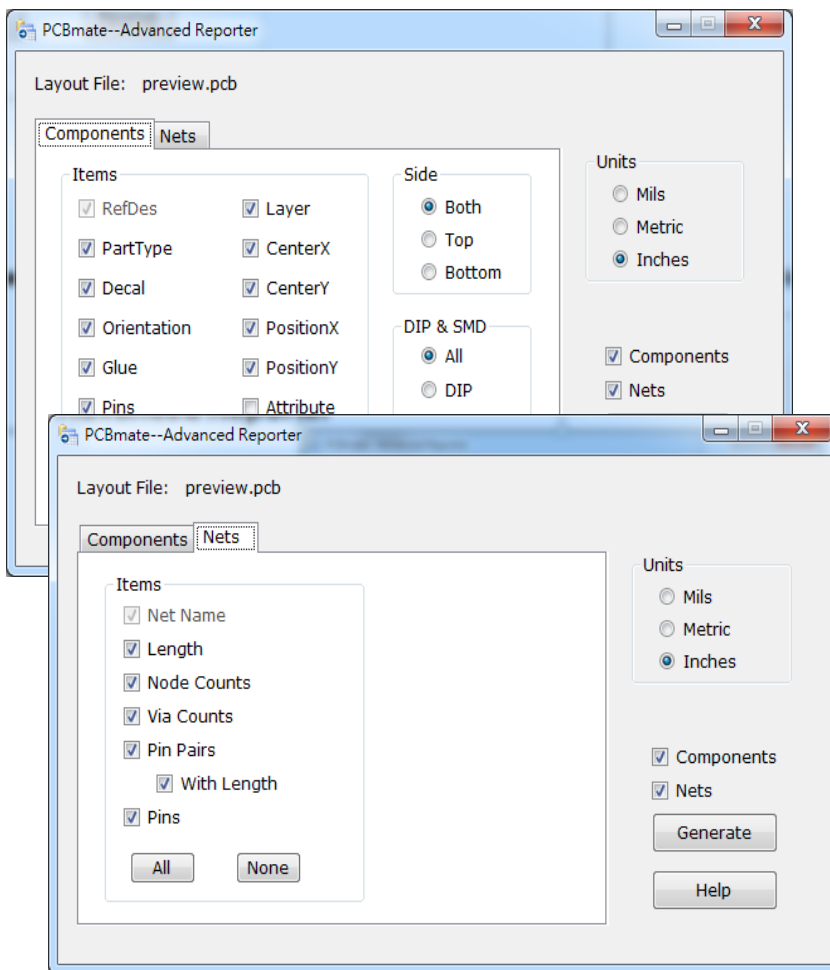 PCBmate--Advanced Reporter
Layout File: preview.pcb
Components Nets
Items
RefDes Layer
PartType CenterX
Decal CenterY
Orientation PositionX
Glue PositionY
Pins Attribute
Side
Both
Top
Bottom
DIP & SMD
All
DIP
Units
Mils
Metric
Inches
Components
Nets
PCBmate--Advanced Reporter
Layout File: preview.pcb
Components Nets
Items
Net Name
Length
Node Counts
Via Counts
Pin Pairs
With Length
Pins
All None
Units
Mils
Metric
Inches
Components
Nets
Generate
Help